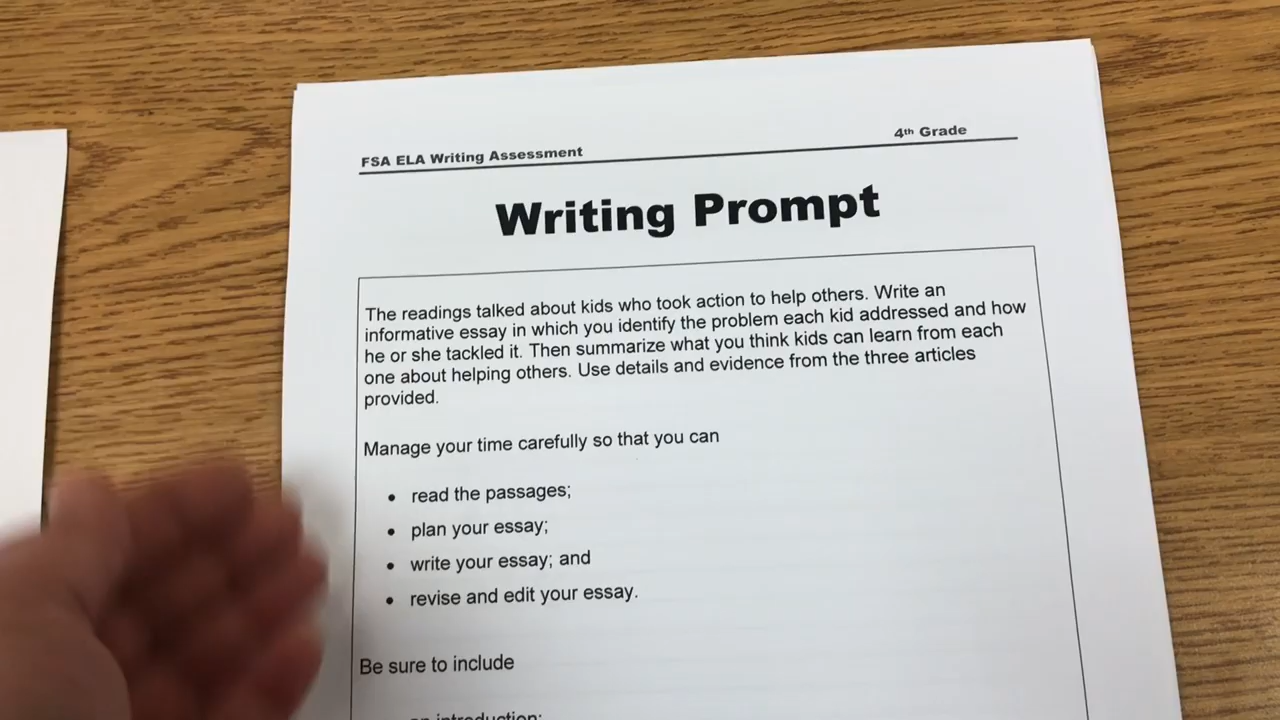 FSA ELA Writing Assessment
4th Grade
Writing Prompt
The readings talked about kids who took action to help others. Write an
informative essay in which you identify the problem each kid addressed and how
he or she tackled it. Then summarize what you think kids can learn from each
one about helping others. Use details and evidence from the three articles
provided.
Manage your time carefully so that you can
• read the passages;
• plan your essay;
• write your essay; and
• revise and edit your essay.
Be sure to include
an introduction;